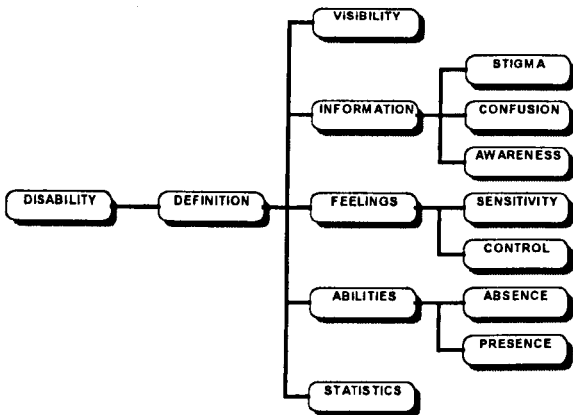 VISIBILITY
STIGMA
INFORMATION
CONFUSION
AWARENESS
DISABILITY
DEFINITION
FEELINGS
SENSITIVITY
CONTROL
ABILITIES
ABSENCE
PRESENCE
STATISTICS